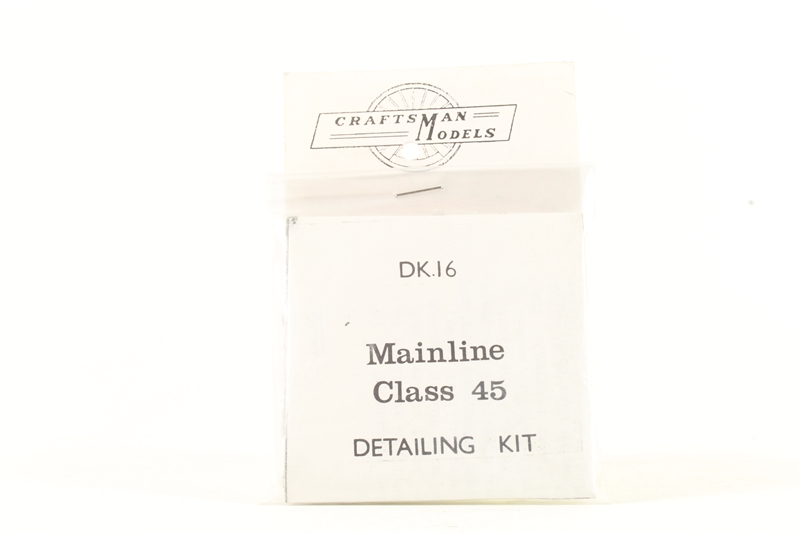 CRAFTSMAN
MODELS
DK.16
Mainline
Class 45
DETAILING KIT